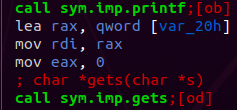 call sym.imp.printf;[ob]
lea rax, qword [var_20h]
mov rdi, rax
mov eax, 0
; char *gets(char *s)
call sym.imp.gets;[od]